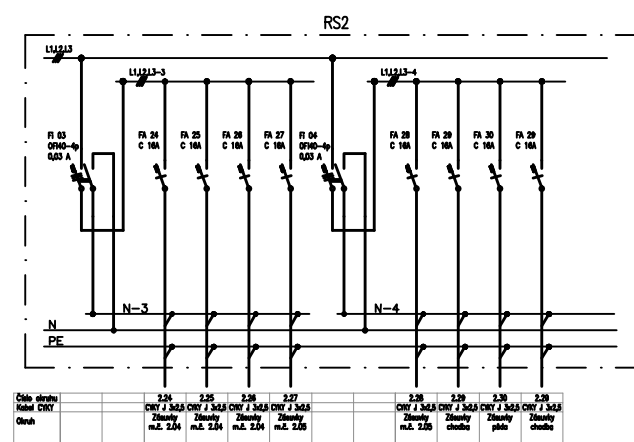 RS2
L1,L2,L3
L1,L2,L3-3
L1,L2,L3-4
FI 03
OFI40-4p
0,03 A
FA 24
C 16A
FA 25
C 16A
FA 26
C 16A
FA 27
C 16A
FI 04
OFI40-4p
0,03 A
FA 28
C 16A
FA 29
C 16A
FA 30
C 16A
FA 29
C 16A
N-3
N-4
N
PE
Číslo okruhu 2.24 2.25 2.26 2.27 2.28 2.29 2.30 2.29
Kabel CYKY CYKY J 3x2,5 CYKY J 3x2,5 CYKY J 3x2,5 CYKY J 3x2,5 CYKY J 3x2,5 CYKY J 3x2,5 CYKY J 3x2,5 CYKY J 3x2,5
Okruh Zásuvky Zásuvky Zásuvky Zásuvky Zásuvky Zásuvky Zásuvky Zásuvky
m.č. 2.04 m.č. 2.04 m.č. 2.04 m.č. 2.05 m.č. 2.05 chodba půda chodba